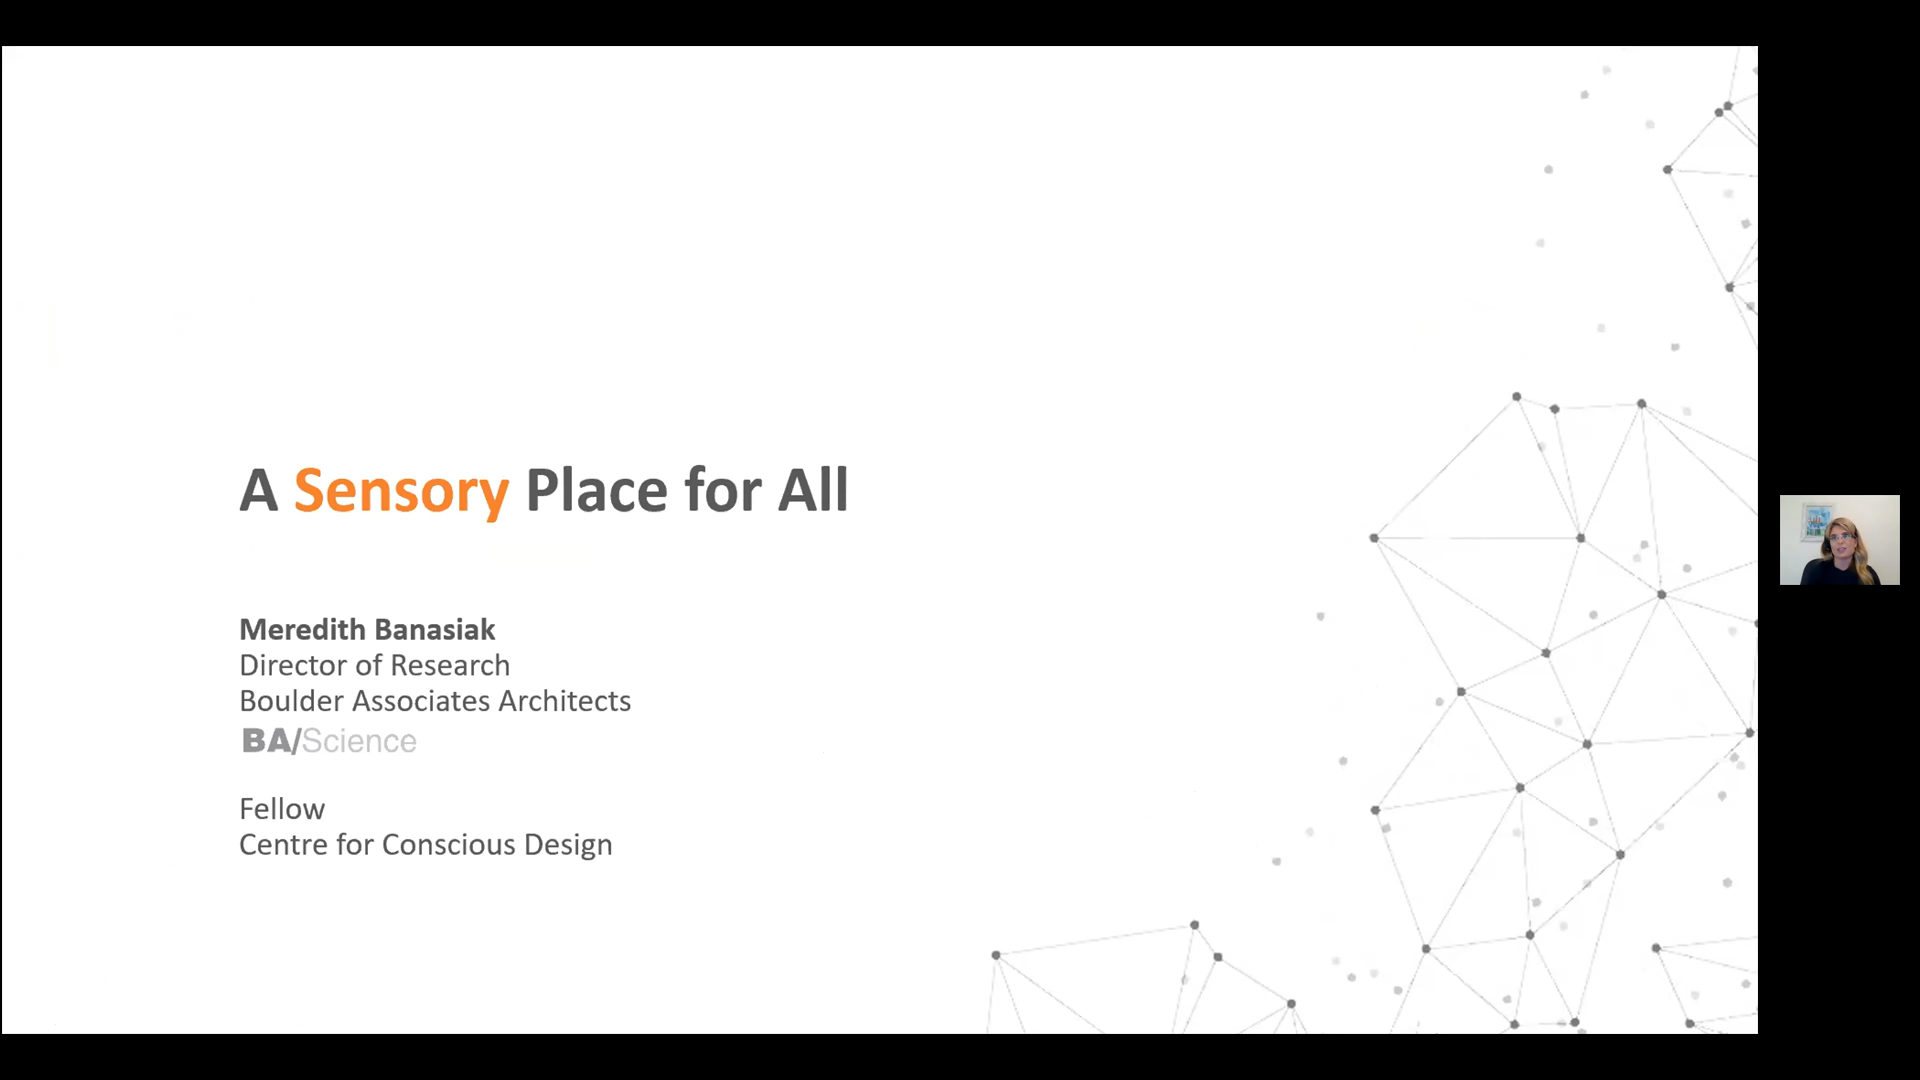 A Sensory Place for All
Meredith Banasiak
Director of Research
Boulder Associates Architects
BA/Science
Fellow
Centre for Conscious Design